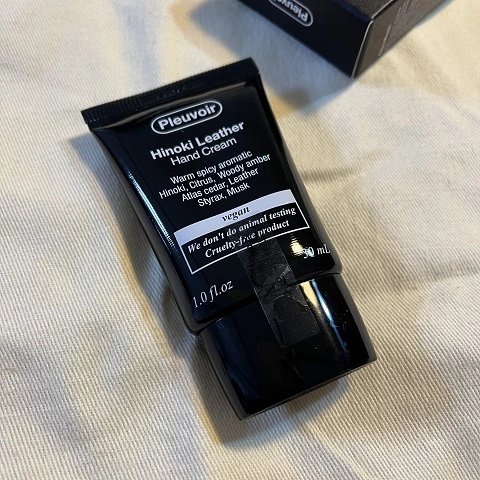 Pleuvoir
Pleuvoir
Hinoki Leather
Hand Cream
Warm spicy aromatic
Hinoki, Citrus, Woody amber
Atlas cedar, Leather
Styrax, Musk
vegan
We don't do animal testing
Cruelty-free product
1.0 fl.oz
30 mL